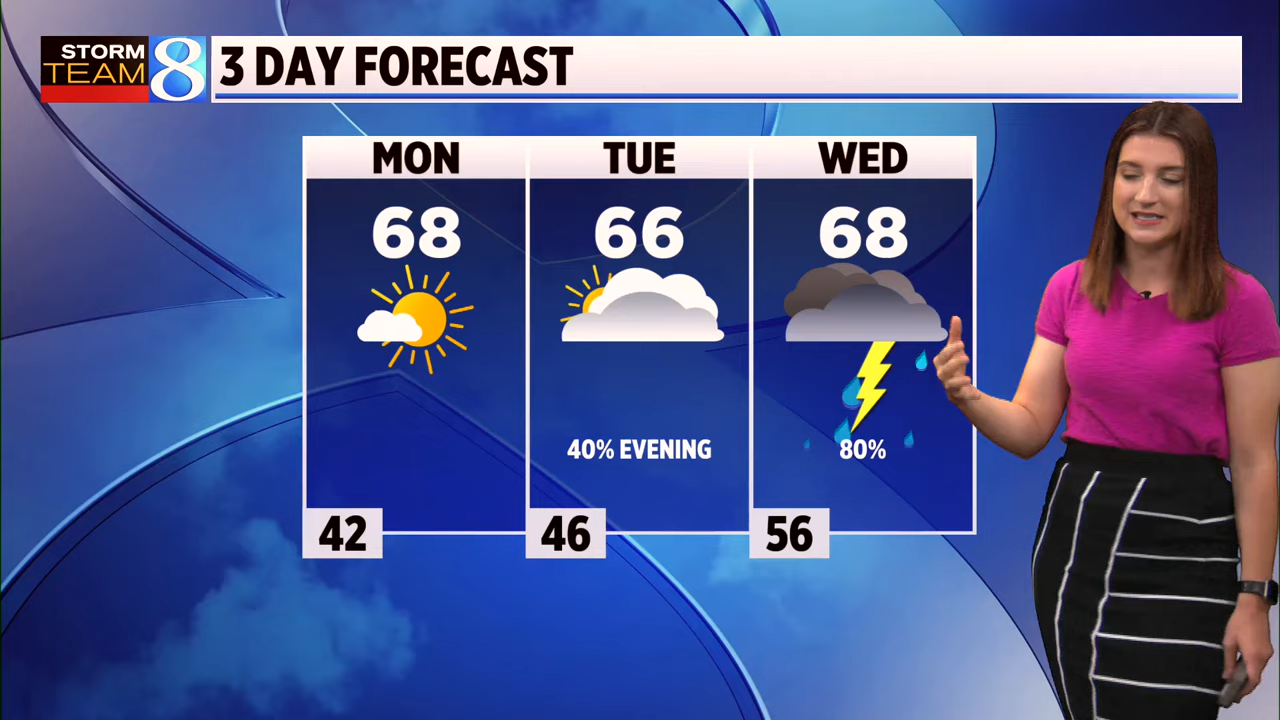 STORM
TEAM 8
3 DAY FORECAST
MON TUE WED
68 66 68
40% EVENING 80%
42 46 56